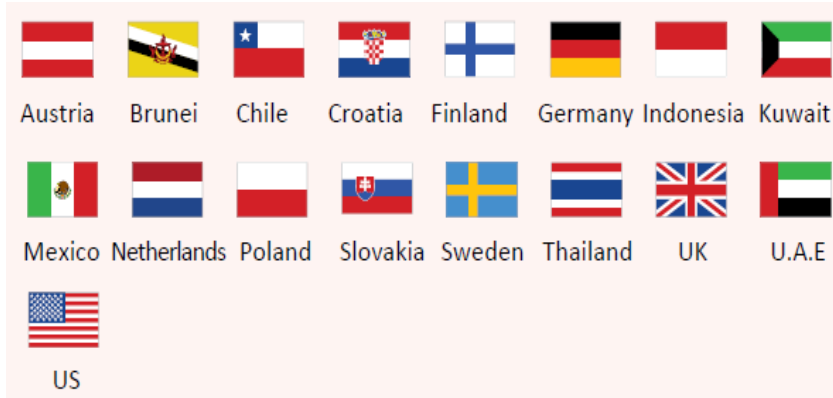 Austria Brunei Chile Croatia Finland Germany Indonesia Kuwait
Mexico Netherlands Poland Slovakia Sweden Thailand UK U.A.E
US